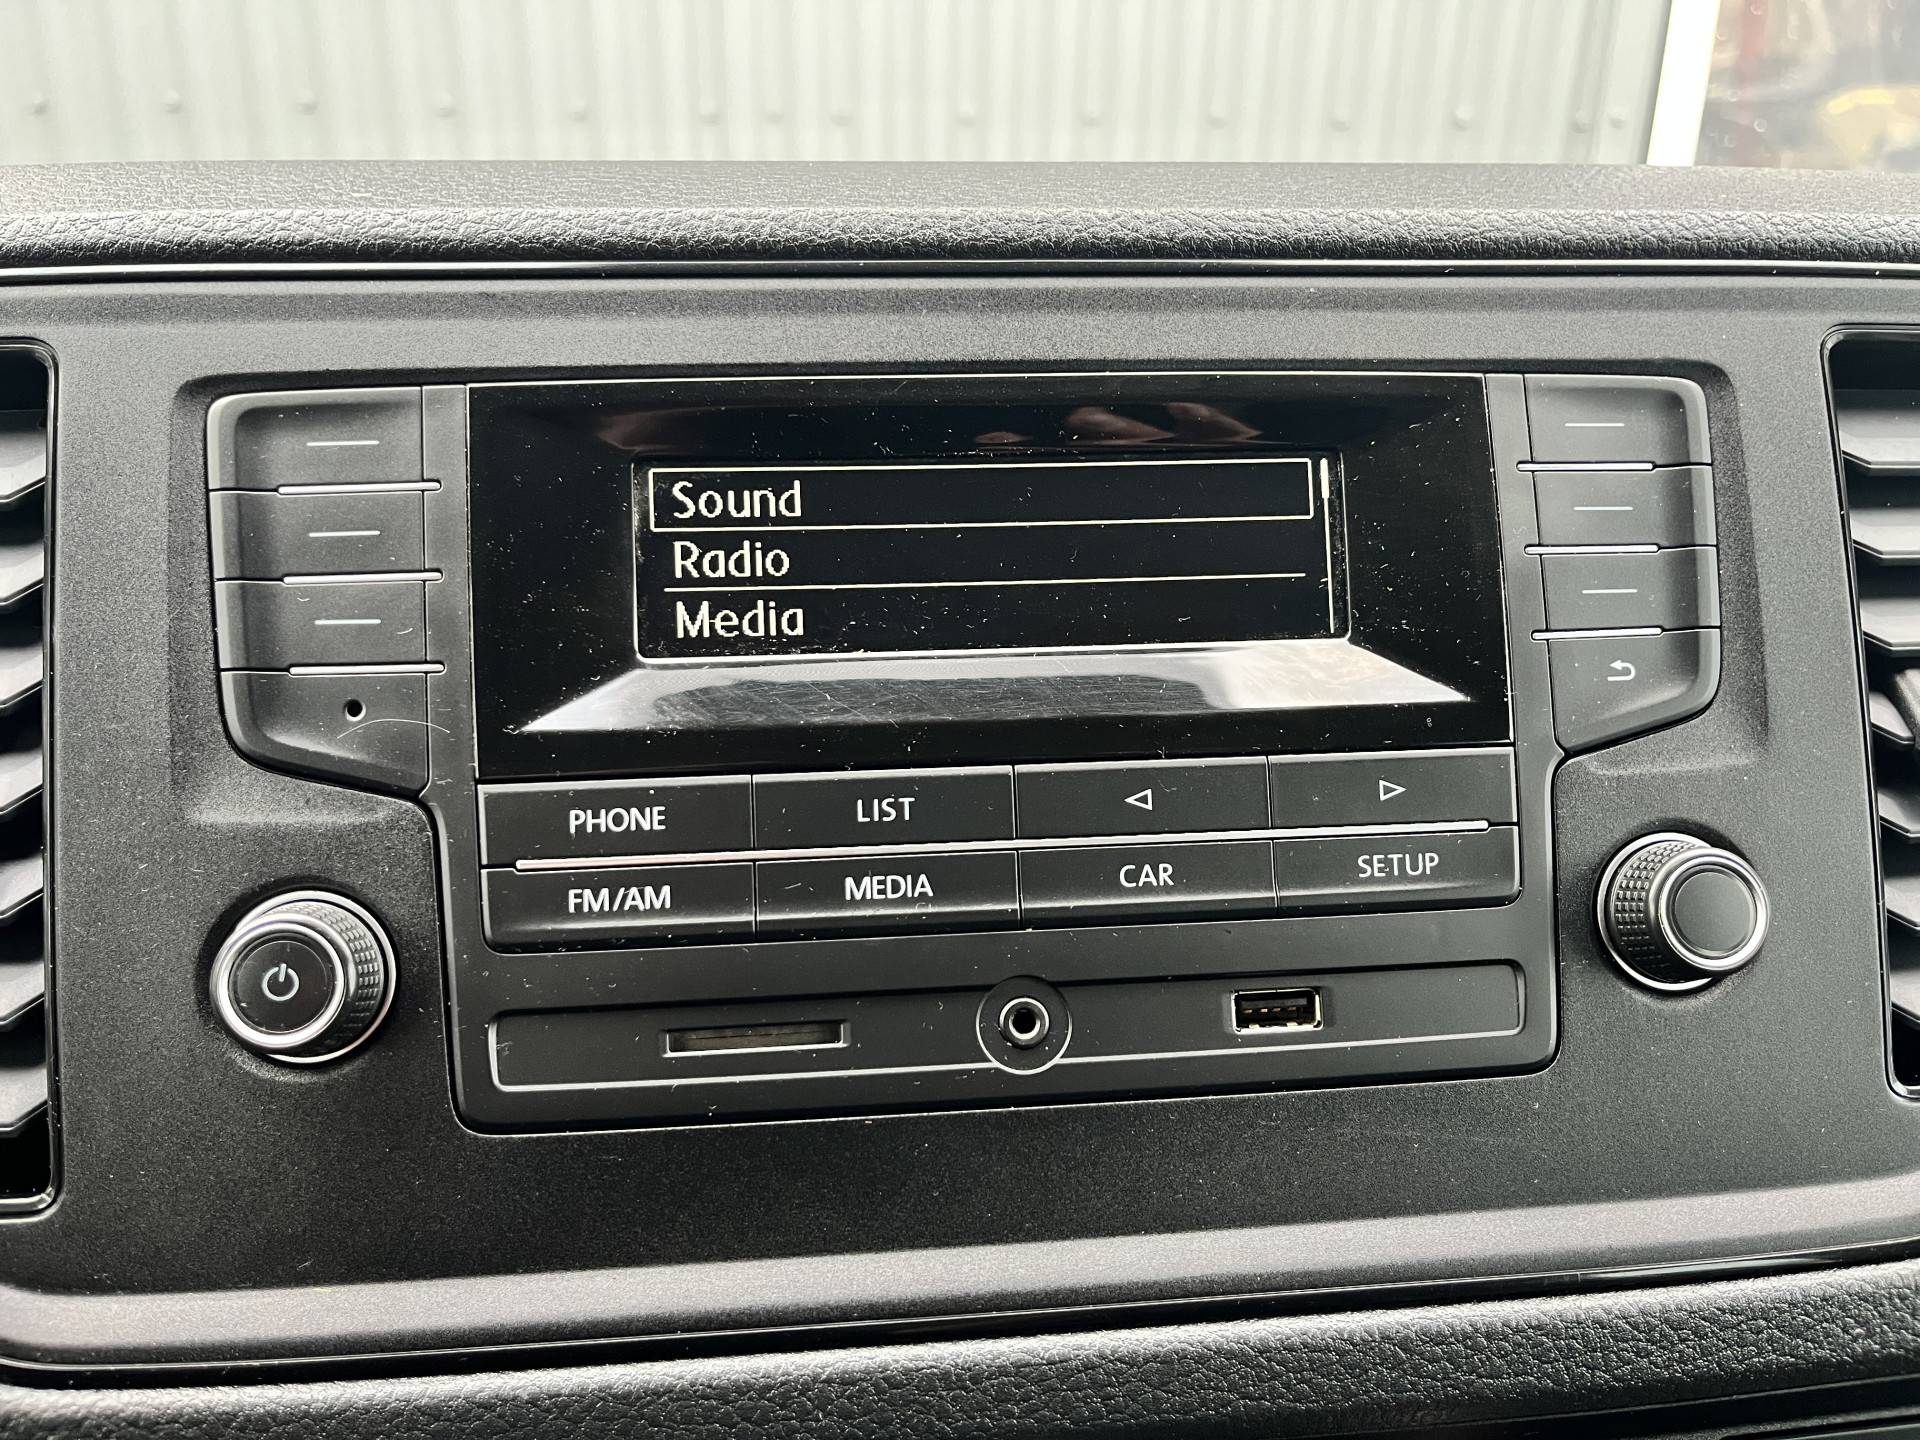 Sound
Radio
Media
PHONE LIST
FM/AM MEDIA CAR SETUP